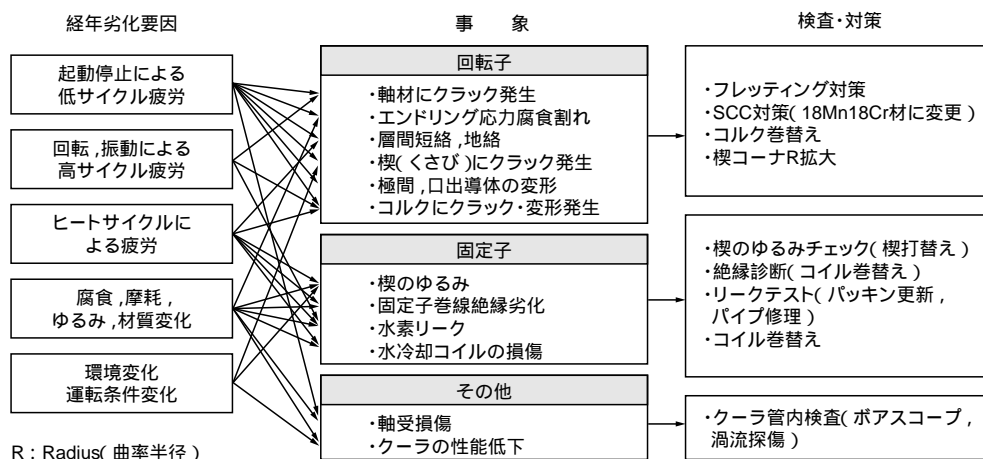 経年劣化要因
起動停止による
低サイクル疲労
回転,振動による
高サイクル疲労
ヒートサイクルに
よる疲労
腐食,摩耗,
ゆるみ,材質変化
環境変化
運転条件変化
R:Radius(曲率半径)
事 象
回転子
・軸材にクラック発生
・エンドリング応力腐食割れ
・層間短絡,地絡
・楔(くさび)にクラック発生
・極間,口出導体の変形
・コルクにクラック・変形発生
固定子
・楔のゆるみ
・固定子巻線絶縁劣化
・水素リーク
・水冷却コイルの損傷
その他
・軸受損傷
・クーラの性能低下
検査・対策
・フレッティング対策
・SCC対策(18Mn18Cr材に変更)
・コルク巻替え
・楔コーナR拡大
・楔のゆるみチェック(楔打替え)
・絶縁診断(コイル巻替え)
・リークテスト(パッキン更新,
パイプ修理)
・コイル巻替え
・クーラ管内検査(ボアスコープ,
渦流探傷)